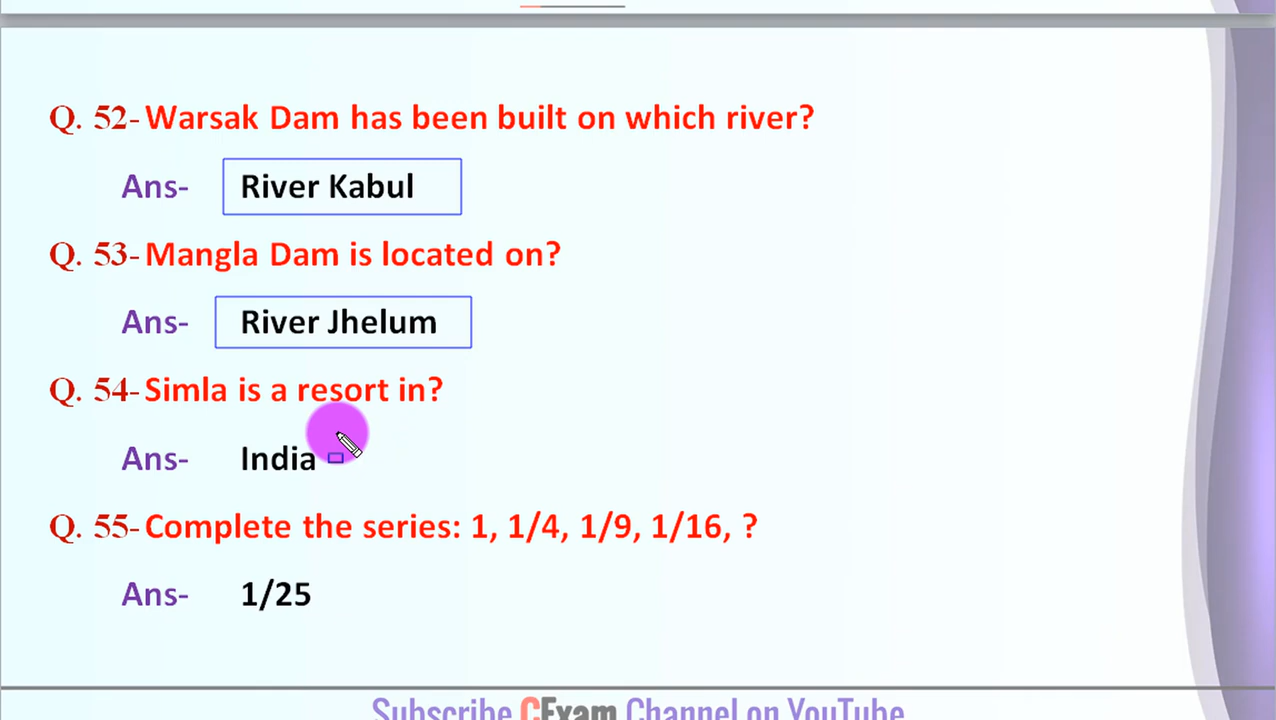 Q. 52- Warsak Dam has been built on which river?
Ans- River Kabul
Q. 53- Mangla Dam is located on?
Ans- River Jhelum
Q. 54- Simla is a resort in?
Ans- India
Q. 55- Complete the series: 1, 1/4, 1/9, 1/16, ?
Ans- 1/25
Subscribe CExam Channel on YouTube